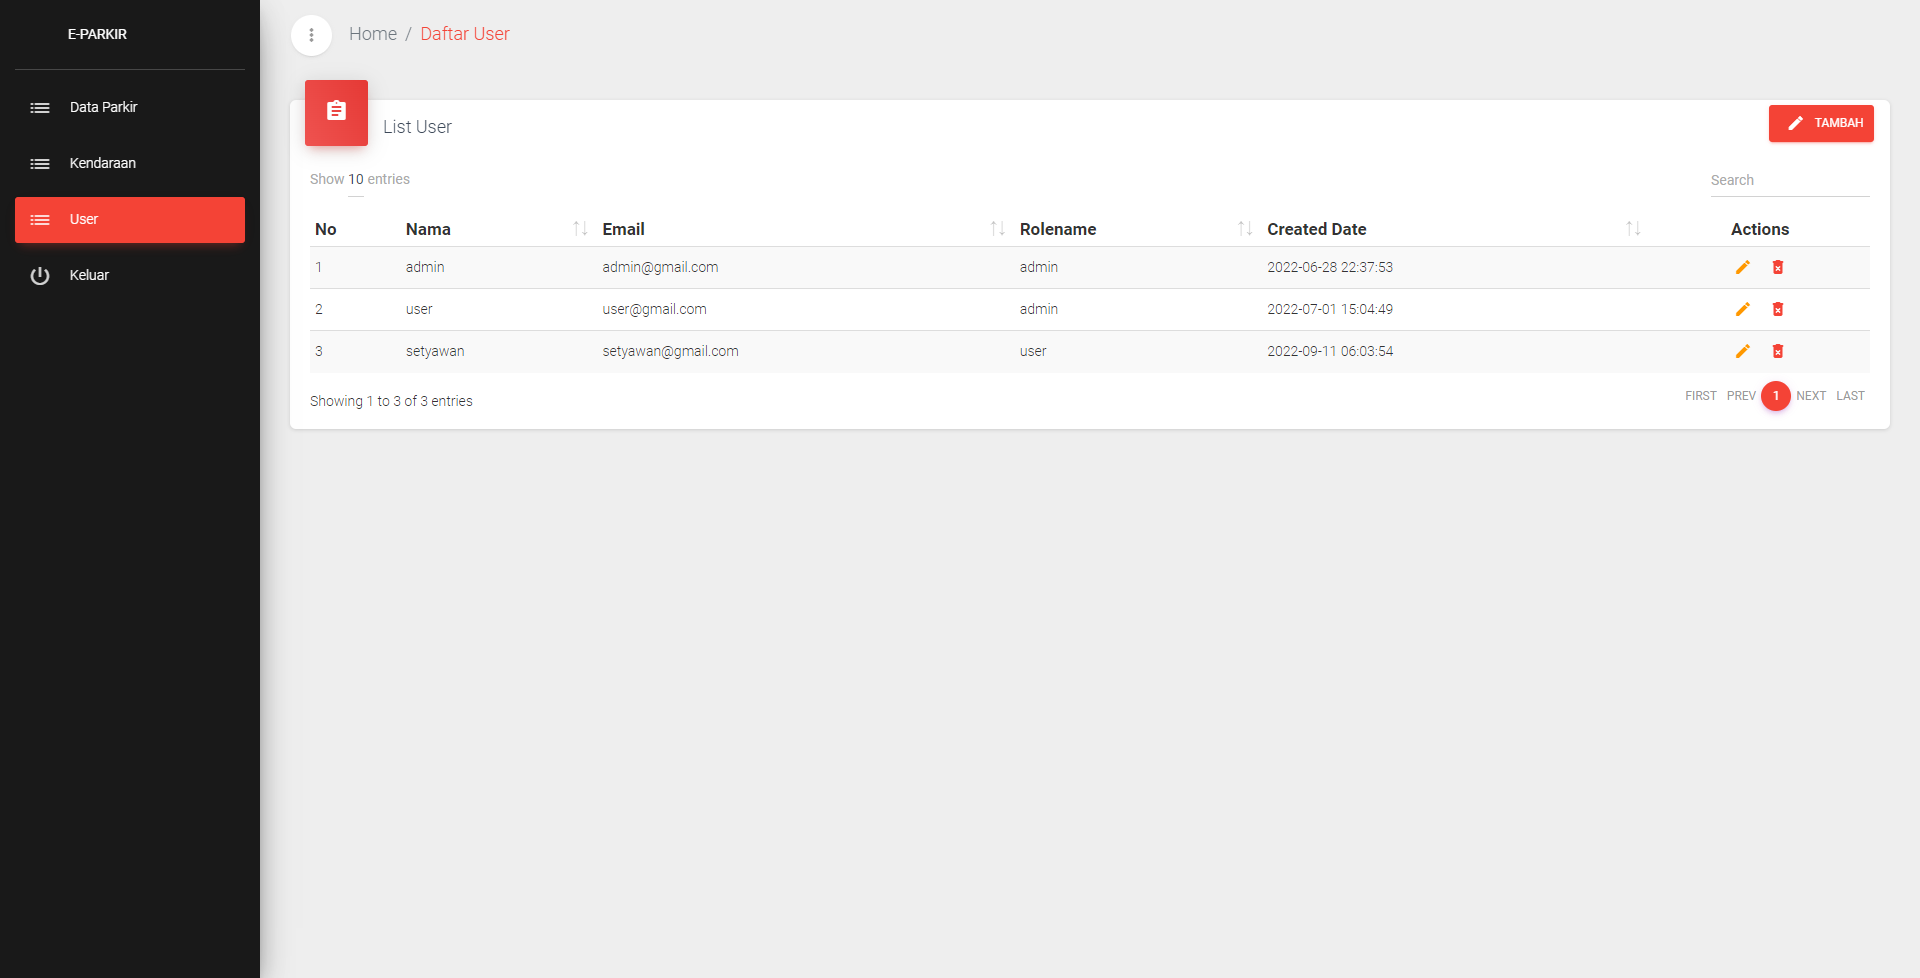 E-PARKIR
Data Parkir
Kendaraan
User
Keluar
Home / Daftar User
List User
TAMBAH
Show 10 entries
Search
No Nama Email Rolename Created Date Actions
1 admin admin@gmail.com admin 2022-06-28 22:37:53
2 user user@gmail.com admin 2022-07-01 15:04:49
3 setyawan setyawan@gmail.com user 2022-09-11 06:03:54
Showing 1 to 3 of 3 entries
FIRST PREV 1 NEXT LAST